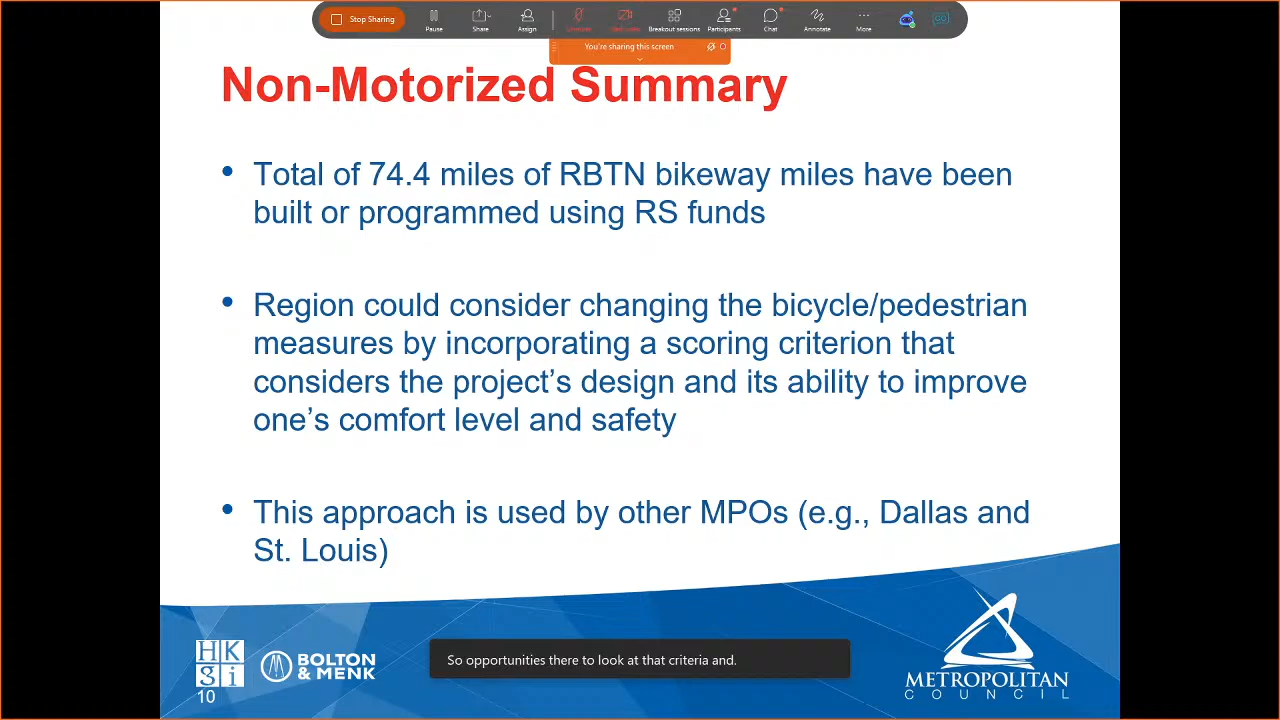 Stop Sharing
Pause
Share
Assign
Breakout sessions
Participants
Chat
Annotate
More
You're sharing this screen
Non-Motorized Summary
• Total of 74.4 miles of RBTN bikeway miles have been
built or programmed using RS funds
• Region could consider changing the bicycle/pedestrian
measures by incorporating a scoring criterion that
considers the project’s design and its ability to improve
one’s comfort level and safety
• This approach is used by other MPOs (e.g., Dallas and
St. Louis)
HK
gi
BOLTON
& MENK
So opportunities there to look at that criteria and.
METROPOLITAN
COUNCIL
10